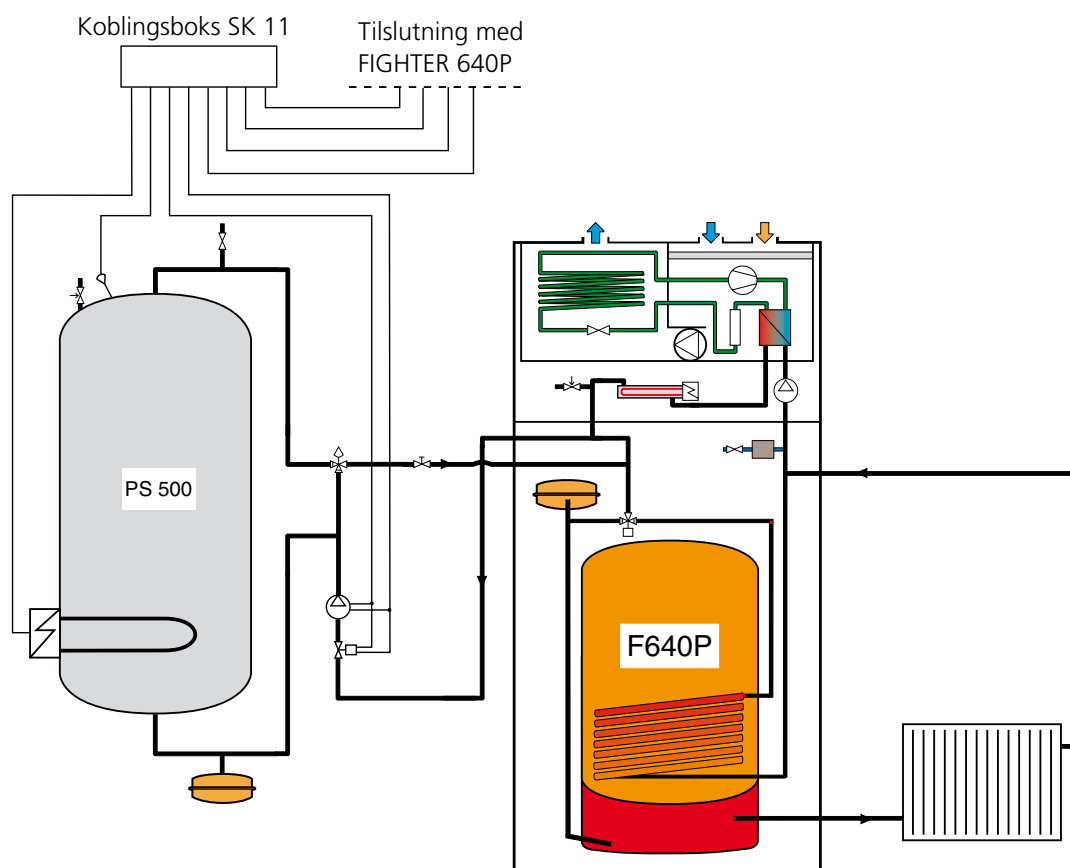 Koblingsboks SK 11
Tilslutning med
FIGHTER 640P
PS 500
F640P